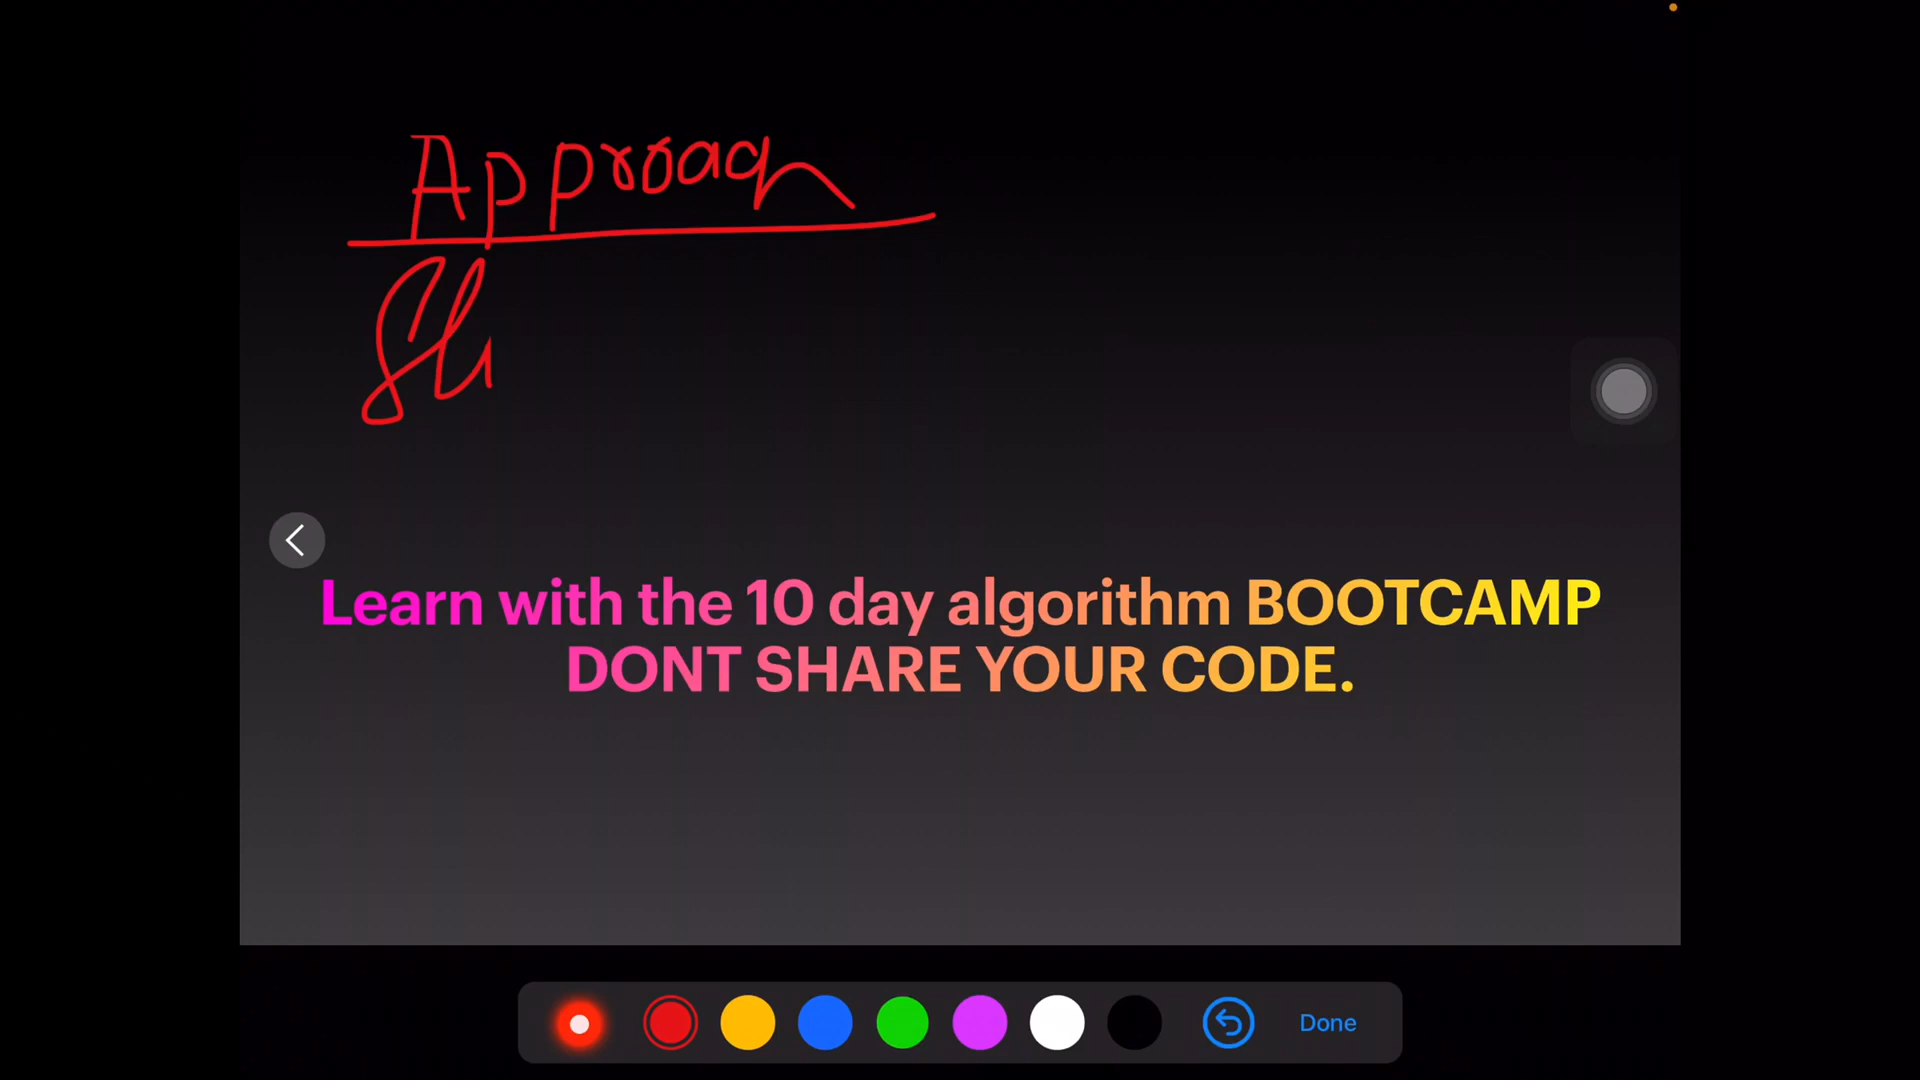 Approach
Learn with the 10 day algorithm BOOTCAMP
DONT SHARE YOUR CODE.
Done